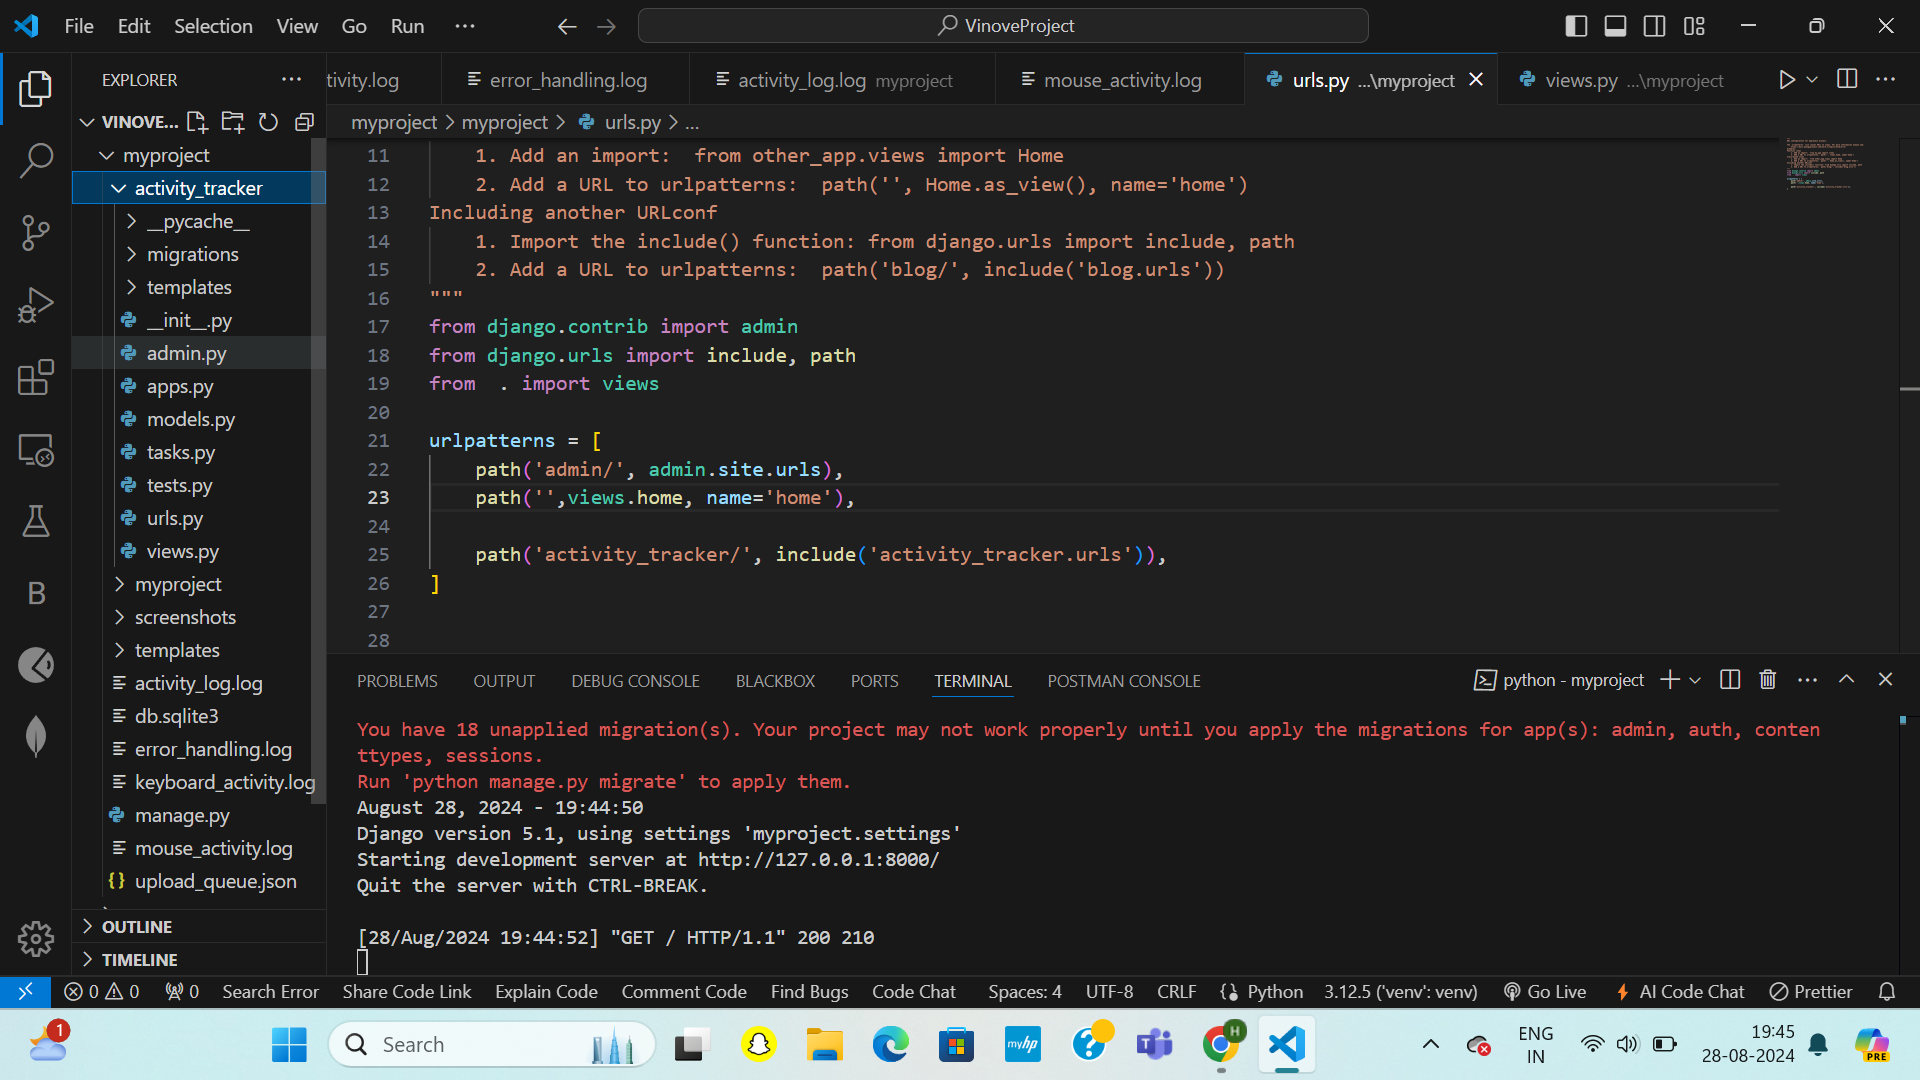 File Edit Selection View Go Run ···
VinoveProject
EXPLORER
tivity.log
error_handling.log
activity_log.log myproject
mouse_activity.log
urls.py ...\myproject
views.py ...\myproject
VINOVE...
myproject
activity_tracker
__pycache__
migrations
templates
__init__.py
admin.py
apps.py
models.py
tasks.py
tests.py
urls.py
views.py
myproject
screenshots
templates
activity_log.log
db.sqlite3
error_handling.log
keyboard_activity.log
manage.py
mouse_activity.log
upload_queue.json
OUTLINE
TIMELINE
myproject > myproject > urls.py > ...
11 1. Add an import:  from other_app.views import Home
12 2. Add a URL to urlpatterns:  path('', Home.as_view(), name='home')
13 Including another URLconf
14 1. Import the include() function: from django.urls import include, path
15 2. Add a URL to urlpatterns:  path('blog/', include('blog.urls'))
16 """
17 from django.contrib import admin
18 from django.urls import include, path
19 from  . import views
20
21 urlpatterns = [
22 path('admin/', admin.site.urls),
23 path('',views.home, name='home'),
24
25 path('activity_tracker/', include('activity_tracker.urls')),
26 ]
27
28
PROBLEMS OUTPUT DEBUG CONSOLE BLACKBOX PORTS TERMINAL POSTMAN CONSOLE
python - myproject
You have 18 unapplied migration(s). Your project may not work properly until you apply the migrations for app(s): admin, auth, conten
ttypes, sessions.
Run 'python manage.py migrate' to apply them.
August 28, 2024 - 19:44:50
Django version 5.1, using settings 'myproject.settings'
Starting development server at http://127.0.0.1:8000/
Quit the server with CTRL-BREAK.
[28/Aug/2024 19:44:52] "GET / HTTP/1.1" 200 210
0 0 0 Search Error Share Code Link Explain Code Comment Code Find Bugs Code Chat Spaces: 4 UTF-8 CRLF Python 3.12.5 ('venv': venv) Go Live AI Code Chat Prettier
B
1
Search
myhp
H
ENG
IN
19:45
28-08-2024
PRE